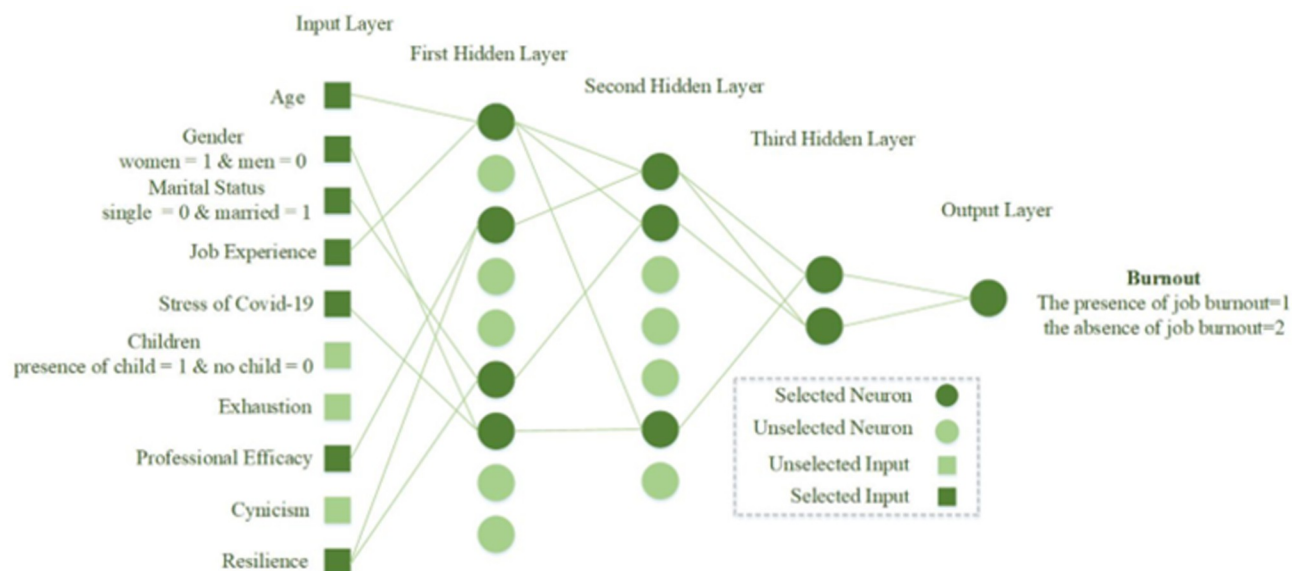 Input Layer
First Hidden Layer
Second Hidden Layer
Third Hidden Layer
Output Layer
Age
Gender
women = 1 & men = 0
Marital Status
single = 0 & married = 1
Job Experience
Stress of Covid-19
Children
presence of child = 1 & no child = 0
Exhaustion
Professional Efficacy
Cynicism
Resilience
Burnout
The presence of job burnout=1
the absence of job burnout=2
Selected Neuron
Unselected Neuron
Unselected Input
Selected Input